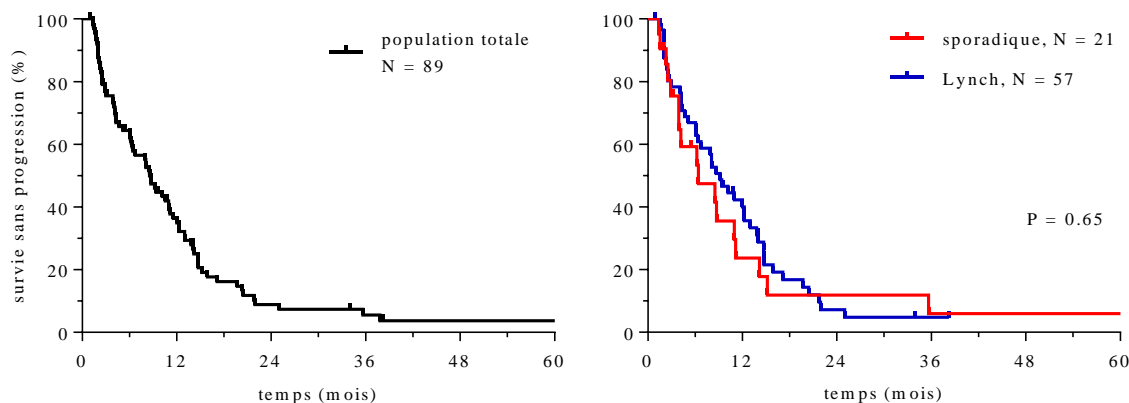 survie sans progression (%)
100
80
60
40
20
0
population totale
N = 89
0 12 24 36 48 60
temps (mois)
100
80
60
40
20
0
sporadique, N = 21
Lynch, N = 57
P = 0.65
0 12 24 36 48 60
temps (mois)